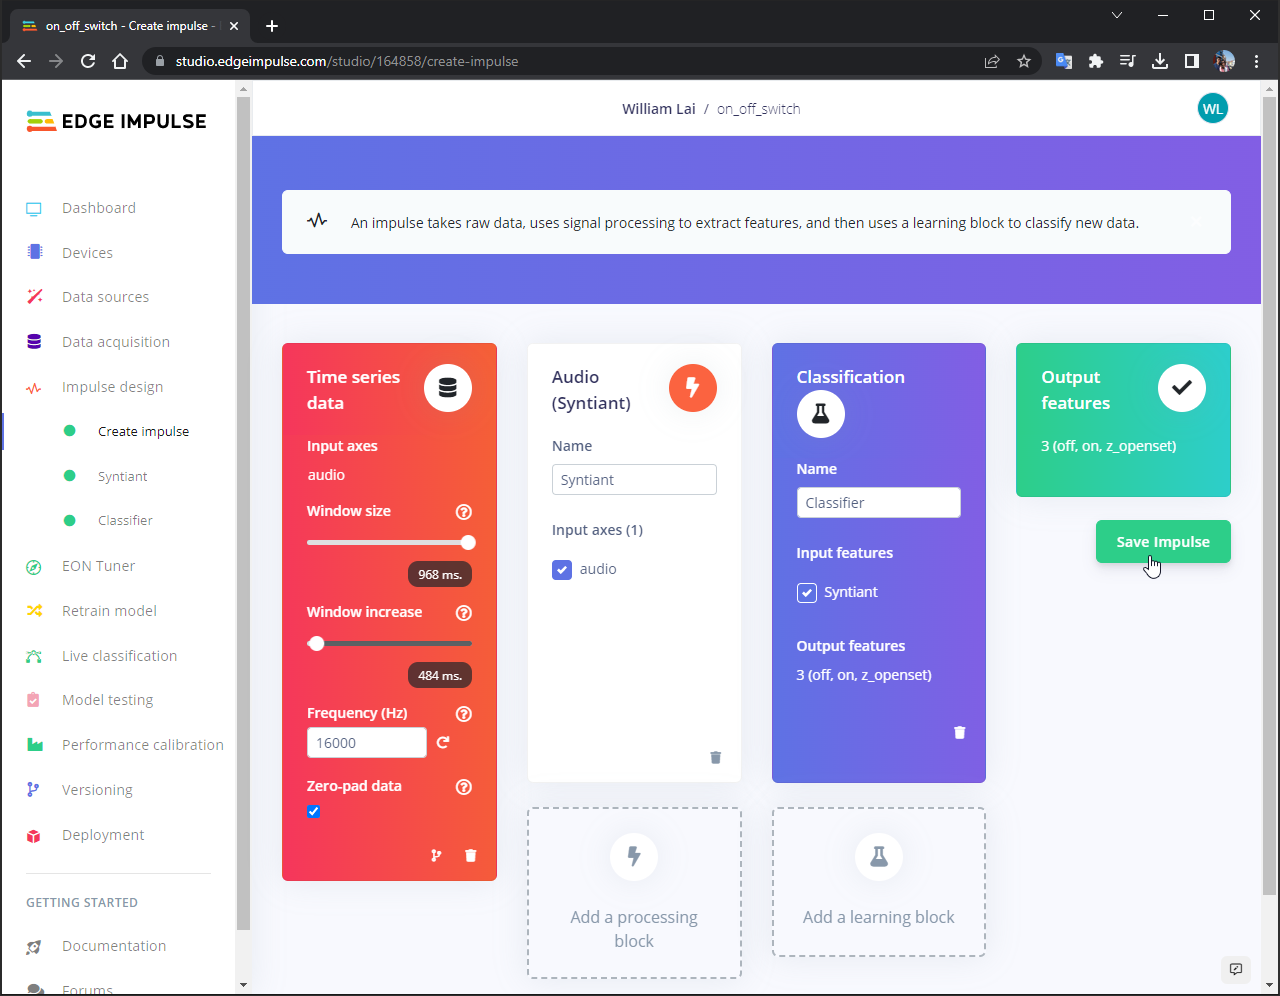 on_off_switch - Create impulse -
studio.edgeimpulse.com/studio/164858/create-impulse
EDGE IMPULSE
William Lai / on_off_switch
WL
Dashboard
Devices
Data sources
Data acquisition
Impulse design
Create impulse
Syntiant
Classifier
EON Tuner
Retrain model
Live classification
Model testing
Performance calibration
Versioning
Deployment
GETTING STARTED
Documentation
Forums
An impulse takes raw data, uses signal processing to extract features, and then uses a learning block to classify new data.
Time series
data
Input axes
audio
Window size
968 ms.
Window increase
484 ms.
Frequency (Hz)
16000
Zero-pad data
Audio
(Syntiant)
Name
Syntiant
Input axes (1)
audio
Add a processing
block
Classification
Name
Classifier
Input features
Syntiant
Output features
3 (off, on, z_openset)
Add a learning block
Output
features
3 (off, on, z_openset)
Save Impulse